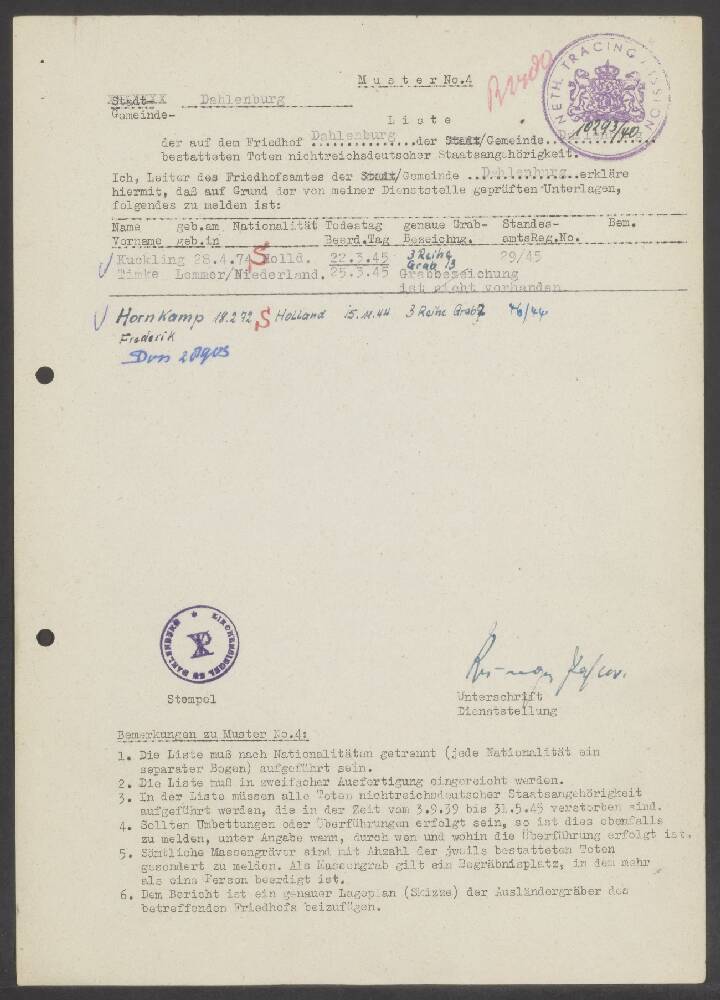 Muster No.4
Stadt- Dahlenburg
Gemeinde-
Liste
der auf dem Friedhof Dahlenburg der Stadt/Gemeinde Dahlenburg
bestatteten Toten nichtreichsdeutscher Staatsangehörigkeit.
NETH. TRACING MISSION
10293/40
Ich, Leiter des Friedhofsamtes der Stadt/Gemeinde Dahlenburg erkläre
hiermit, daß auf Grund der von meiner Dienststelle geprüften Unterlagen,
folgendes zu melden ist:
Name geb.am Nationalität Todestag genaue Grab- Standes- Bem.
Vorname geb.in Beerd.Tag Bezeichng. amtsReg.No.
Kuckling 28.4.74 S Holld. 22.3.45 3 Reihe 29/45
Grab 13
Timke Lemmer/Niederland. 25.3.45 Grabbezeichung
ist nicht vorhanden
Hornkamp 18.2.72 S Holland 15.11.44 3 Reihe Grab 7 76/44
Frederik
Stempel
Unterschrift
Dienststellung
Bemerkungen zu Muster No.4:
1. Die Liste muß nach Nationalitäten getrennt (jede Nationalität ein
separater Bogen) aufgeführt sein.
2. Die Liste muß in zweifacher Ausfertigung eingereicht werden.
3. In der Liste müssen alle Toten nichtreichsdeutscher Staatsangehörigkeit
aufgeführt werden, die in der Zeit vom 3.9.39 bis 31.5.45 verstorben sind.
4. Sollten Umbettungen oder Überführungen erfolgt sein, so ist dies ebenfalls
zu melden, unter Angabe wann, durch wen und wohin die Überführung erfolgt ist.
5. Sämtliche Massengräber sind mit Anzahl der jweils bestatteten Toten
gesondert zu melden. Als Massengrab gilt ein Begräbnisplatz, in dem mehr
als eine Person beerdigt ist.
6. Dem Bericht ist ein genauer Lageplan (Skizze) der Ausländergräber des
betreffenden Friedhofs beizufügen.